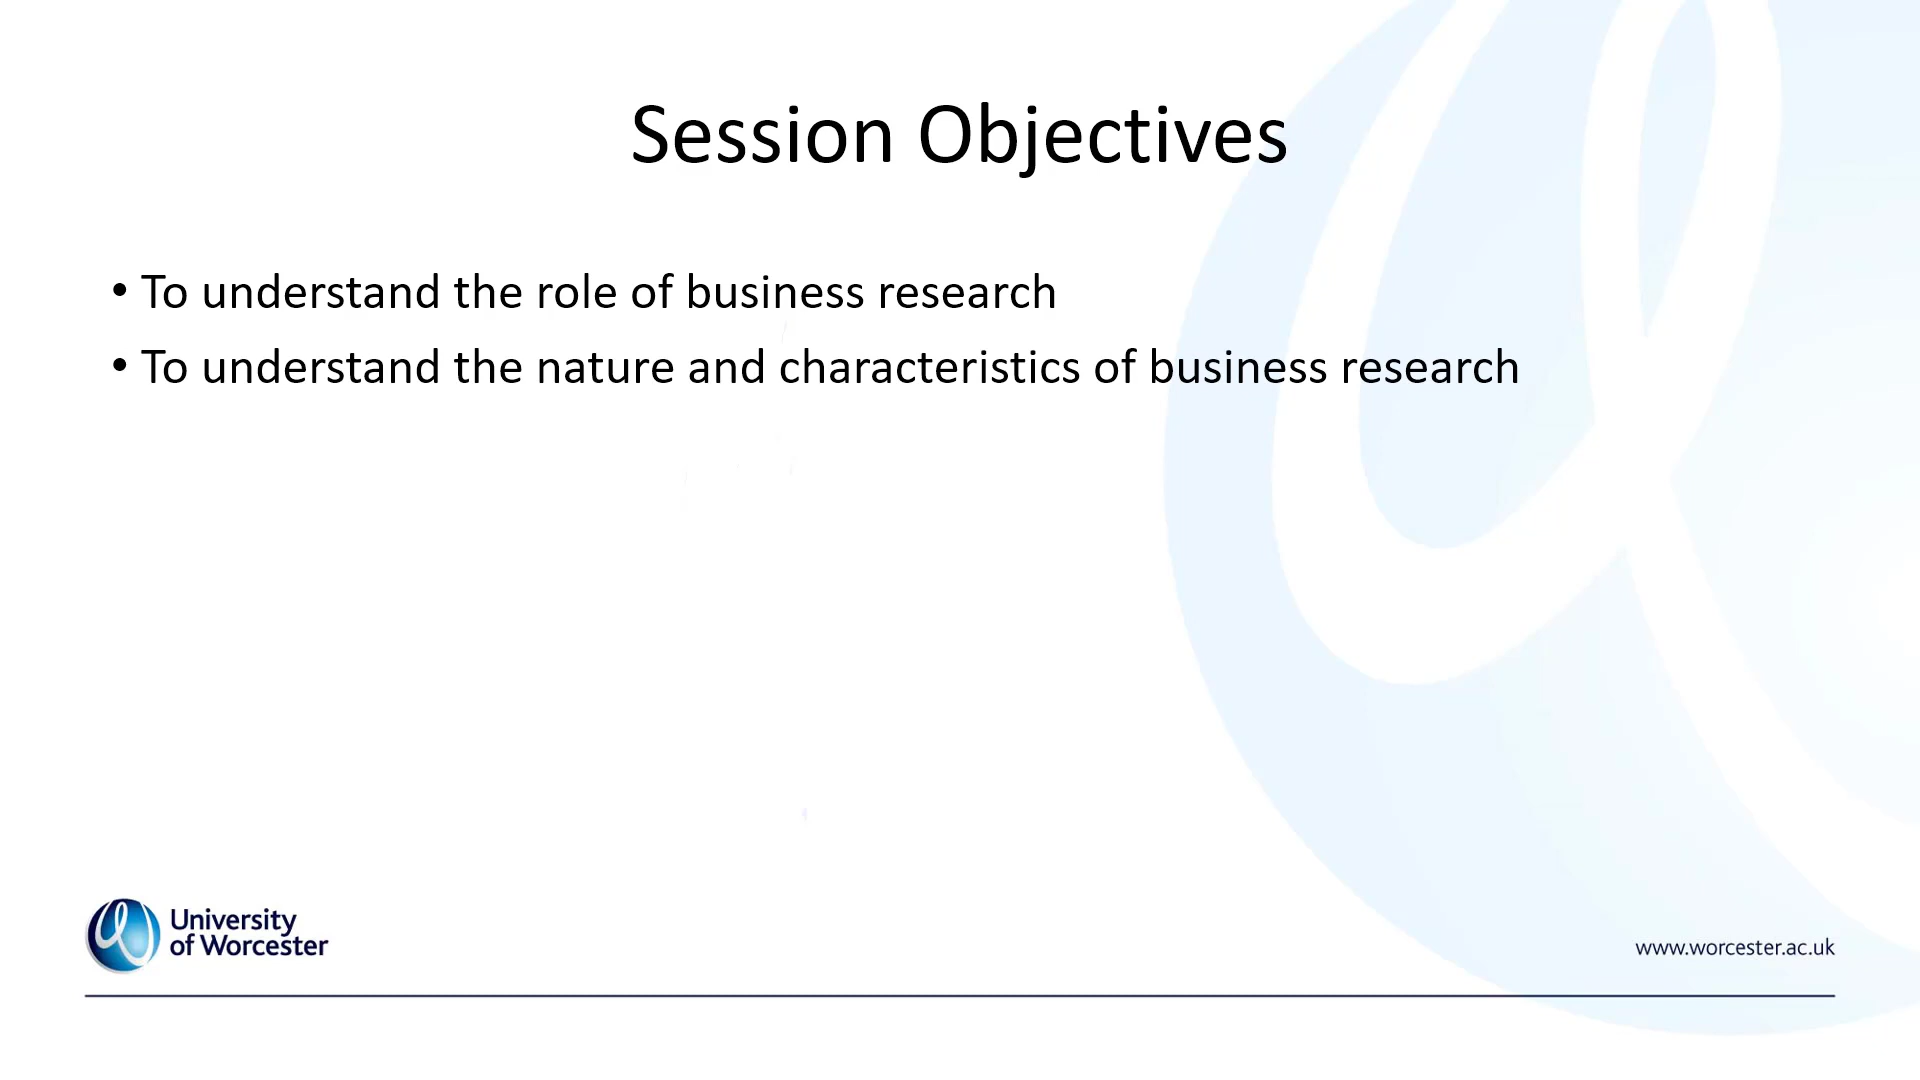 Session Objectives
• To understand the role of business research
• To understand the nature and characteristics of business research
University
of Worcester
www.worcester.ac.uk